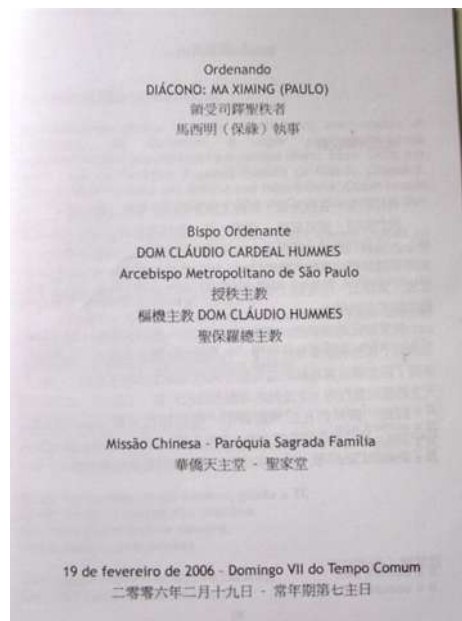 Ordenando
DIÁCONO: MA XIMING (PAULO)
領受司鐸聖秩者
馬西明（保祿）執事
Bispo Ordenante
DOM CLÁUDIO CARDEAL HUMMES
Arcebispo Metropolitano de São Paulo
授秩主教
樞機主教 DOM CLÁUDIO HUMMES
聖保羅總主教
Missão Chinesa - Paróquia Sagrada Família
華僑天主堂 - 聖家堂
19 de fevereiro de 2006 - Domingo VII do Tempo Comum
二零零六年二月十九日 - 常年期第七主日